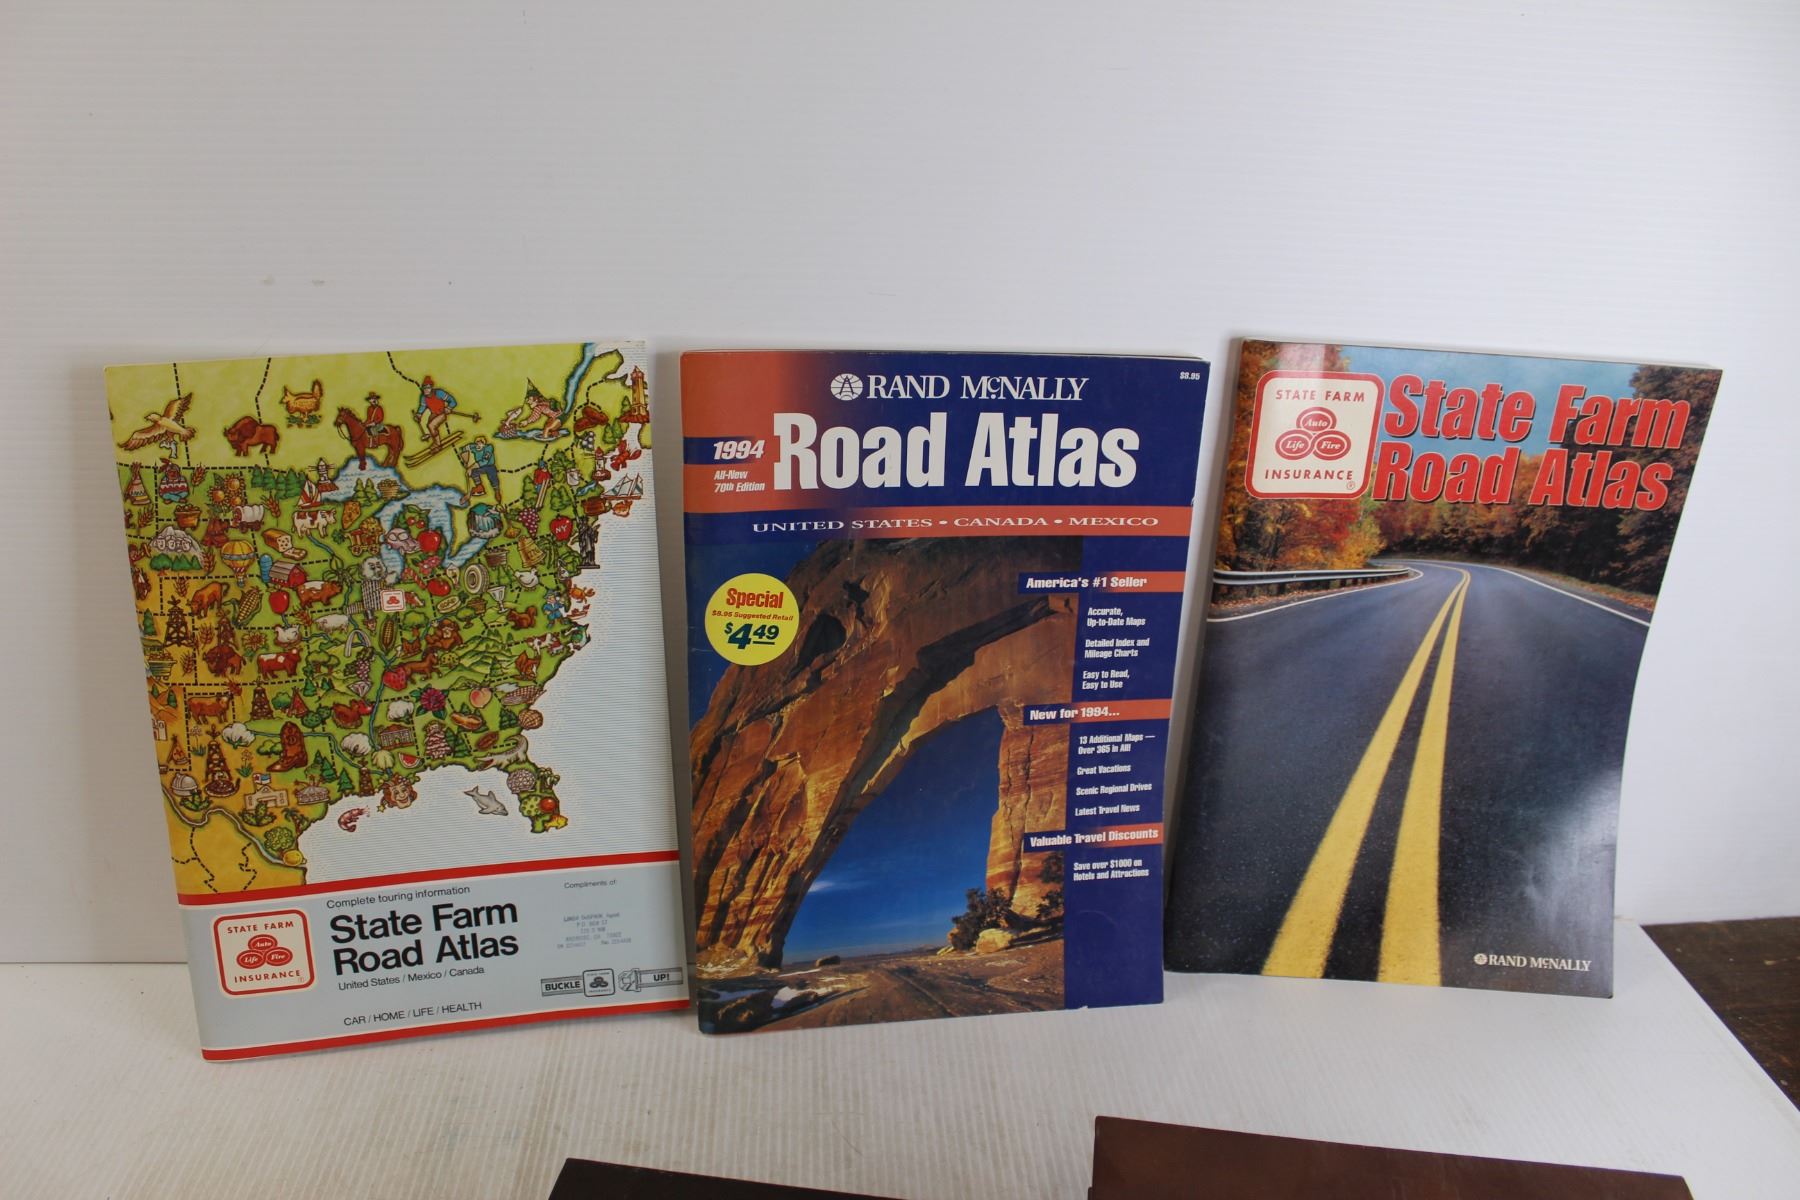 Complete touring information
State Farm
Road Atlas
United States / Mexico / Canada
CAR / HOME / LIFE / HEALTH
STATE FARM
Auto
Life Fire
INSURANCE
Compliments of:
BUCKLE
UP!
NY
RAND McNALLY
$8.95
1994
All-New
70th Edition
Road Atlas
UNITED STATES • CANADA • MEXICO
Special
$8.95 Suggested Retail
$4.49
America's #1 Seller
Accurate,
Up-to-Date Maps
Detailed Index and
Mileage Charts
Easy to Read,
Easy to Use
New for 1994...
13 Additional Maps —
Over 365 in All!
Great Vacations
Scenic Regional Drives
Latest Travel News
Valuable Travel Discounts
Save over $1000 on
Hotels and Attractions
STATE FARM
Auto
Life Fire
INSURANCE
State Farm
Road Atlas
RAND McNALLY